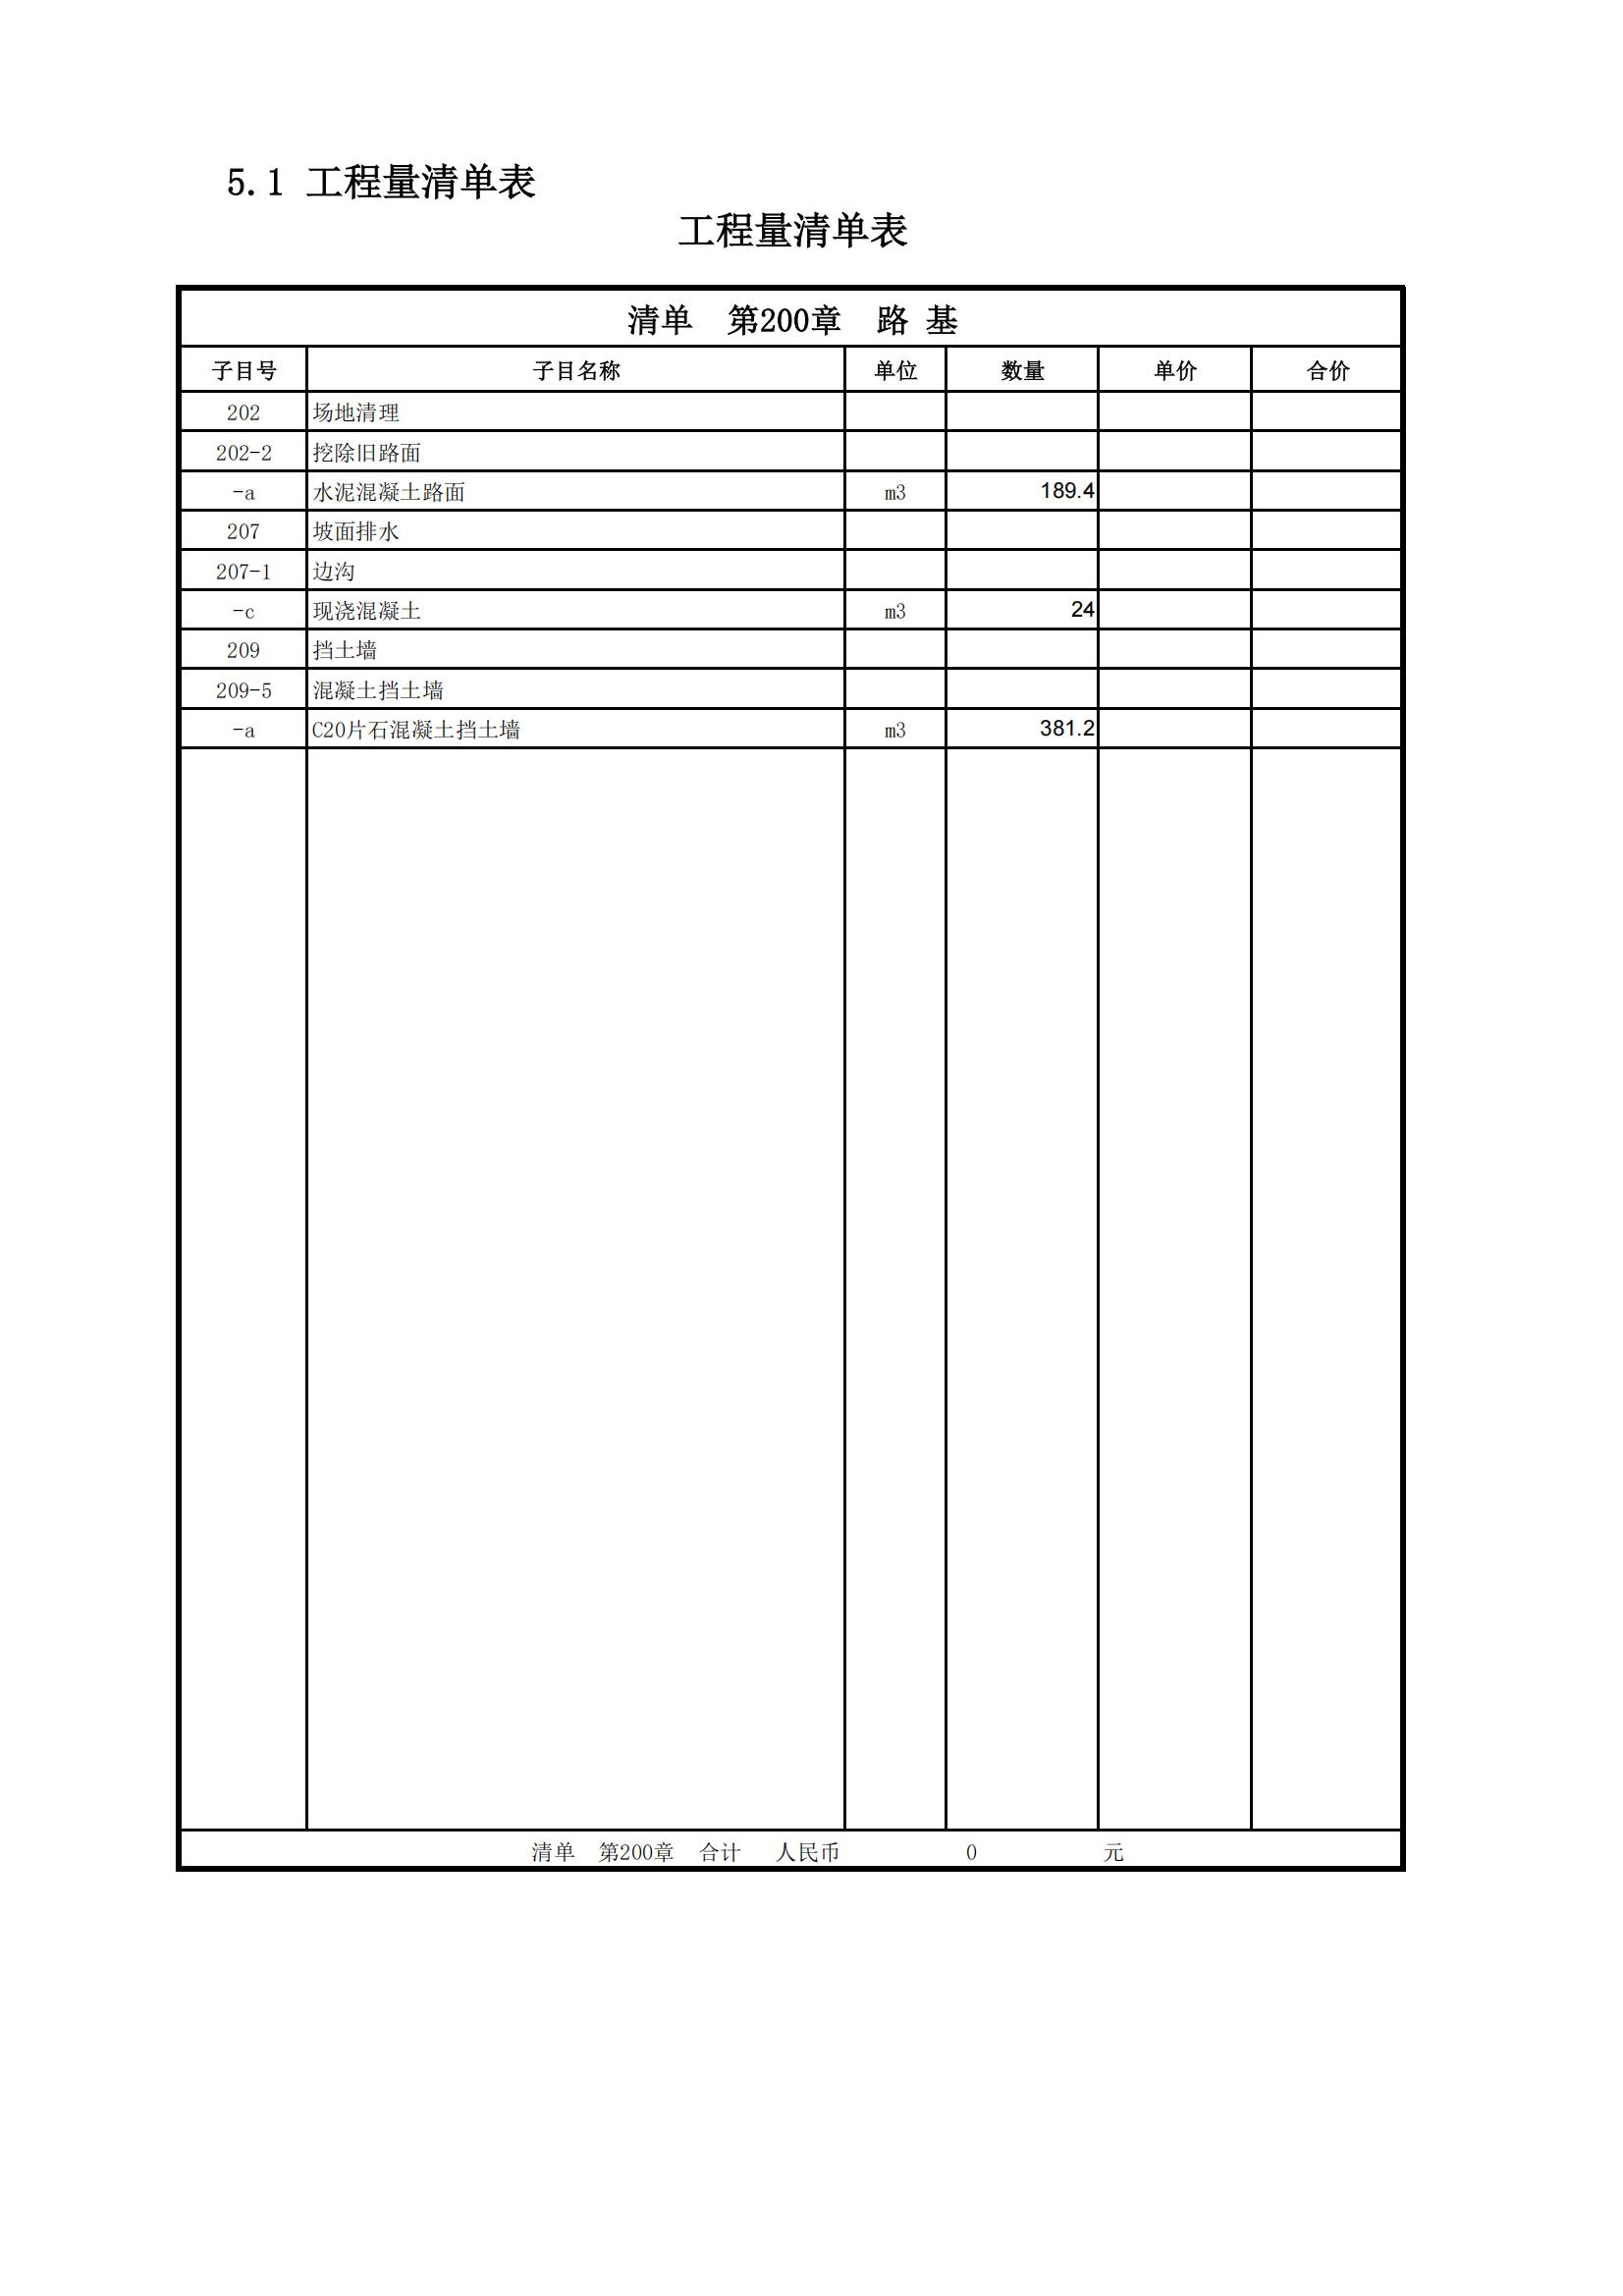 5.1 工程量清单表
工程量清单表
清单 第200章 路 基
子目号 子目名称 单位 数量 单价 合价
202 场地清理
202-2 挖除旧路面
-a 水泥混凝土路面 m3 189.4
207 坡面排水
207-1 边沟
-c 现浇混凝土 m3 24
209 挡土墙
209-5 混凝土挡土墙
-a C20片石混凝土挡土墙 m3 381.2
清单 第200章 合计 人民币 0 元